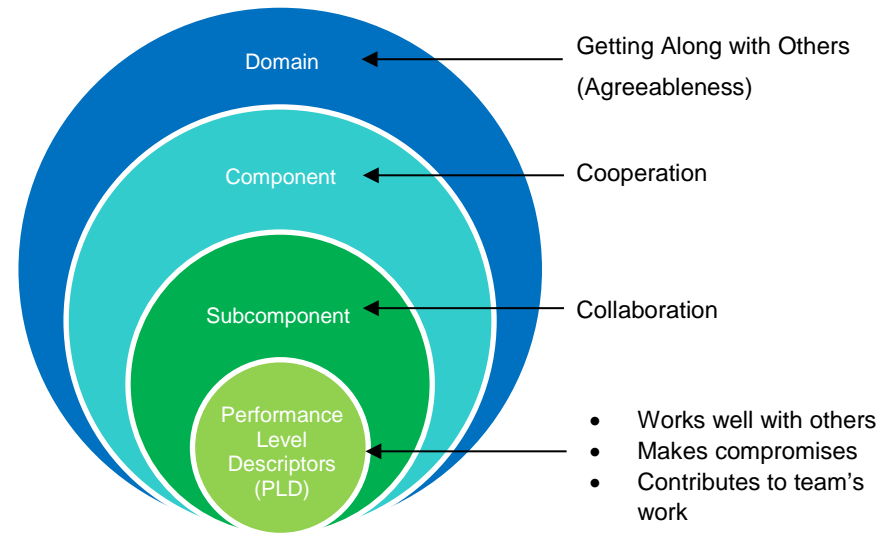 Domain
Getting Along with Others
(Agreeableness)
Component
Cooperation
Subcomponent
Collaboration
Performance
Level
Descriptors
(PLD)
• Works well with others
• Makes compromises
• Contributes to team's
work